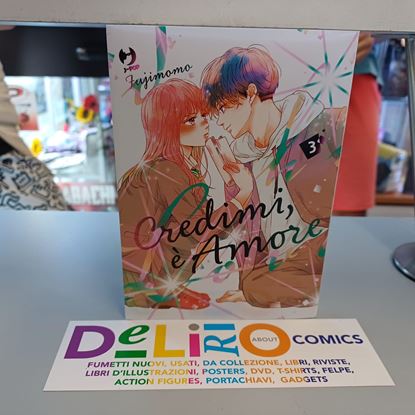 J-POP
Fujimomo
3
Credimi,
è Amore
DeLiRiO ABOUT COMICS
FUMETTI NUOVI, USATI, DA COLLEZIONE, LIBRI, RIVISTE,
LIBRI D'ILLUSTRAZIONI, POSTERS, DVD, T-SHIRTS, FELPE,
ACTION FIGURES, PORTACHIAVI, GADGETS